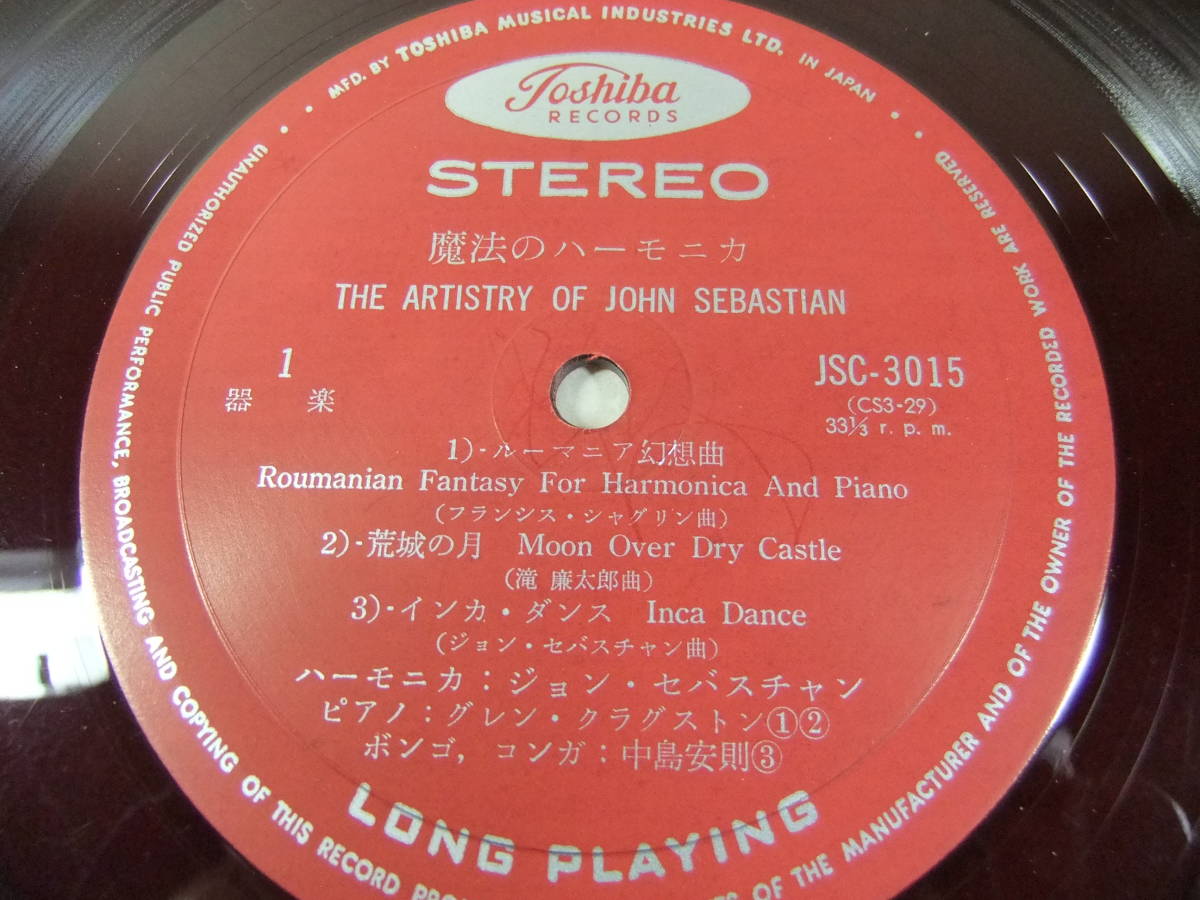 MFD. BY TOSHIBA MUSICAL INDUSTRIES LTD. IN JAPAN
Toshiba
RECORDS
STEREO
魔法のハーモニカ
THE ARTISTRY OF JOHN SEBASTIAN
1
器 楽
JSC-3015
(CS3-29)
33⅓ r. p. m.
1)・ルーマニア幻想曲
Roumanian Fantasy For Harmonica And Piano
(フランシス・シャグリン曲)
2)・荒城の月 Moon Over Dry Castle
(滝 廉太郎曲)
3)・インカ・ダンス Inca Dance
(ジョン・セバスチャン曲)
ハーモニカ:ジョン・セバスチャン
ピアノ:グレン・クラグストン①②
ボンゴ, コンガ:中島安則③
LONG PLAYING
UNAUTHORIZED PUBLIC PERFORMANCE, BROADCASTING AND COPYING OF THIS RECORD
OF THE MANUFACTURER AND OF THE OWNER OF THE RECORDED WORK ARE RESERVED